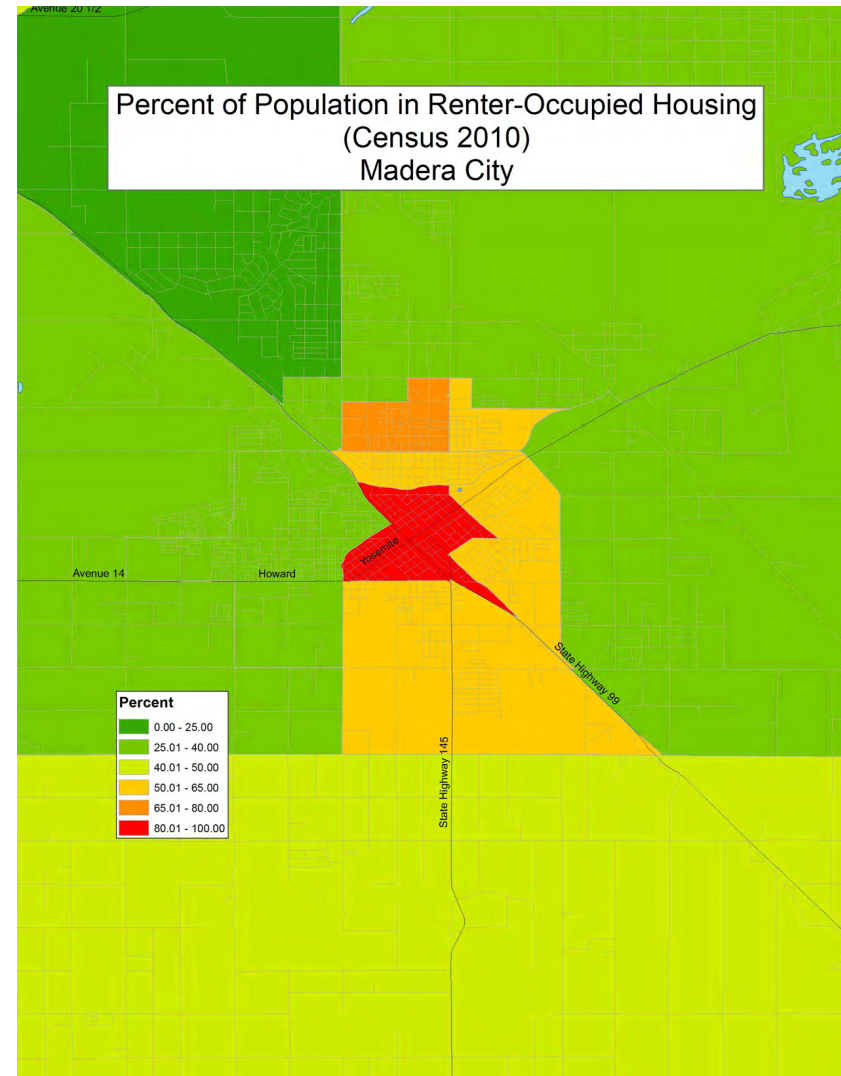 Avenue 20 1/2
Percent of Population in Renter-Occupied Housing
(Census 2010)
Madera City
Yosemite
Avenue 14
Howard
State Highway 99
State Highway 145
Percent
0.00 - 25.00
25.01 - 40.00
40.01 - 50.00
50.01 - 65.00
65.01 - 80.00
80.01 - 100.00